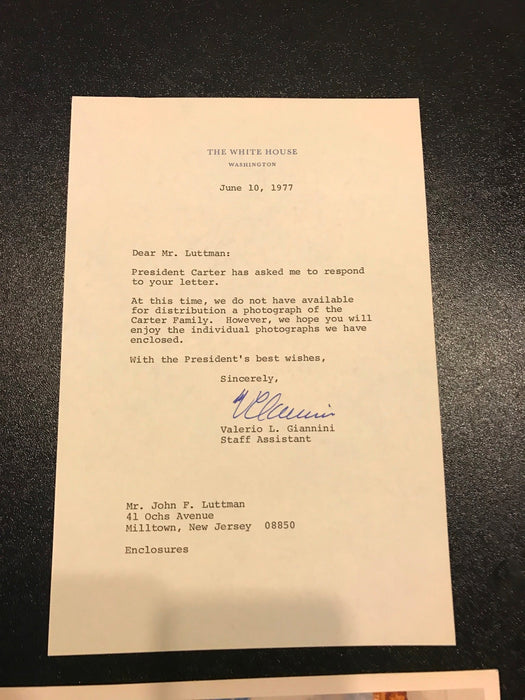 THE WHITE HOUSE
WASHINGTON
June 10, 1977
Dear Mr. Luttman:
President Carter has asked me to respond
to your letter.
At this time, we do not have available
for distribution a photograph of the
Carter Family. However, we hope you will
enjoy the individual photographs we have
enclosed.
With the President's best wishes,
Sincerely,
Valerio L. Giannini
Staff Assistant
Mr. John F. Luttman
41 Ochs Avenue
Milltown, New Jersey 08850
Enclosures